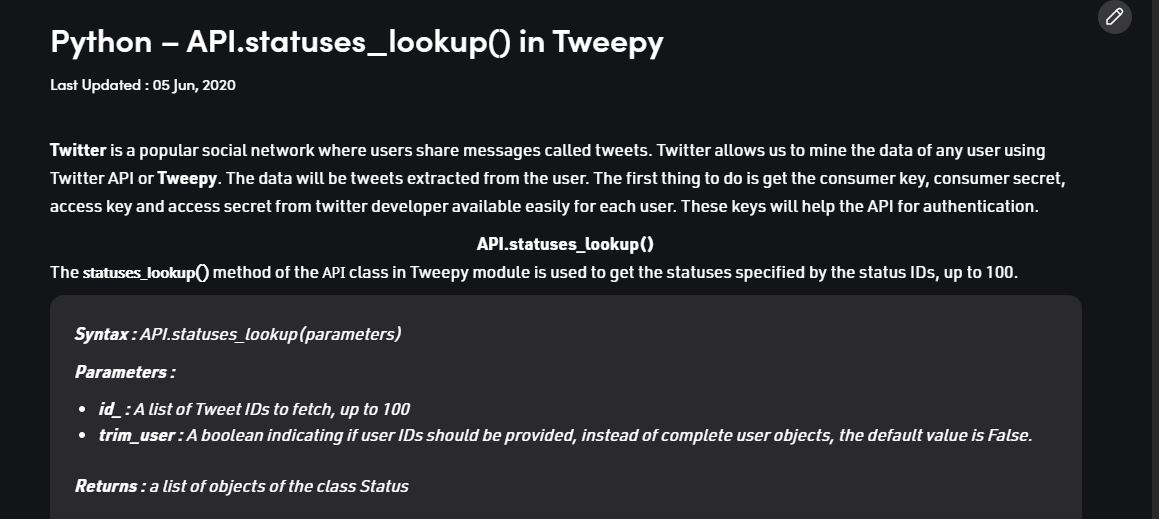 Python – API.statuses_lookup() in Tweepy
Last Updated : 05 Jun, 2020
Twitter is a popular social network where users share messages called tweets. Twitter allows us to mine the data of any user using
Twitter API or Tweepy. The data will be tweets extracted from the user. The first thing to do is get the consumer key, consumer secret,
access key and access secret from twitter developer available easily for each user. These keys will help the API for authentication.
API.statuses_lookup()
The statuses_lookup() method of the API class in Tweepy module is used to get the statuses specified by the status IDs, up to 100.
Syntax : API.statuses_lookup(parameters)
Parameters :
• id_ : A list of Tweet IDs to fetch, up to 100
• trim_user : A boolean indicating if user IDs should be provided, instead of complete user objects, the default value is False.
Returns : a list of objects of the class Status